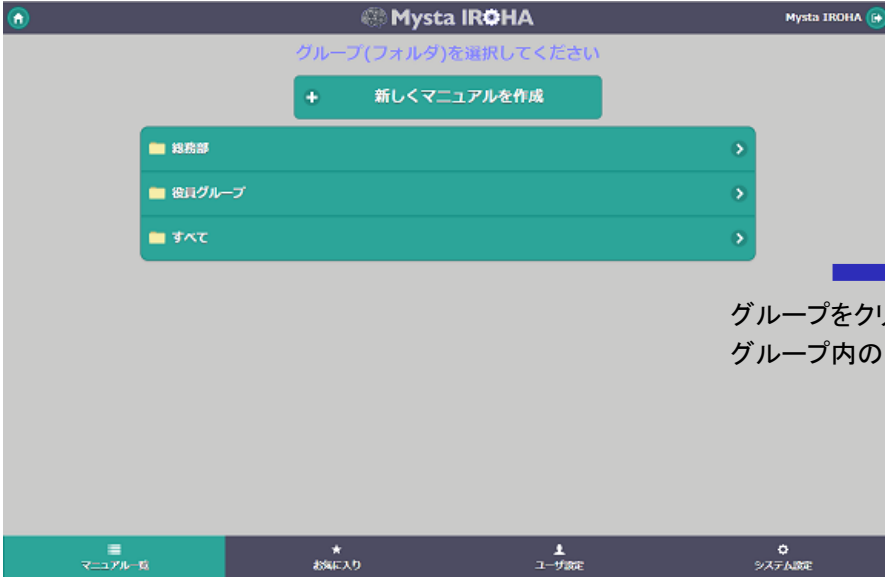 Mysta IROHA
Mysta IROHA
グループ(フォルダ)を選択してください
新しくマニュアルを作成
総務部
役員グループ
すべて
グループをクリ
グループ内の
マニュアル一覧
お気に入り
ユーザ設定
システム設定